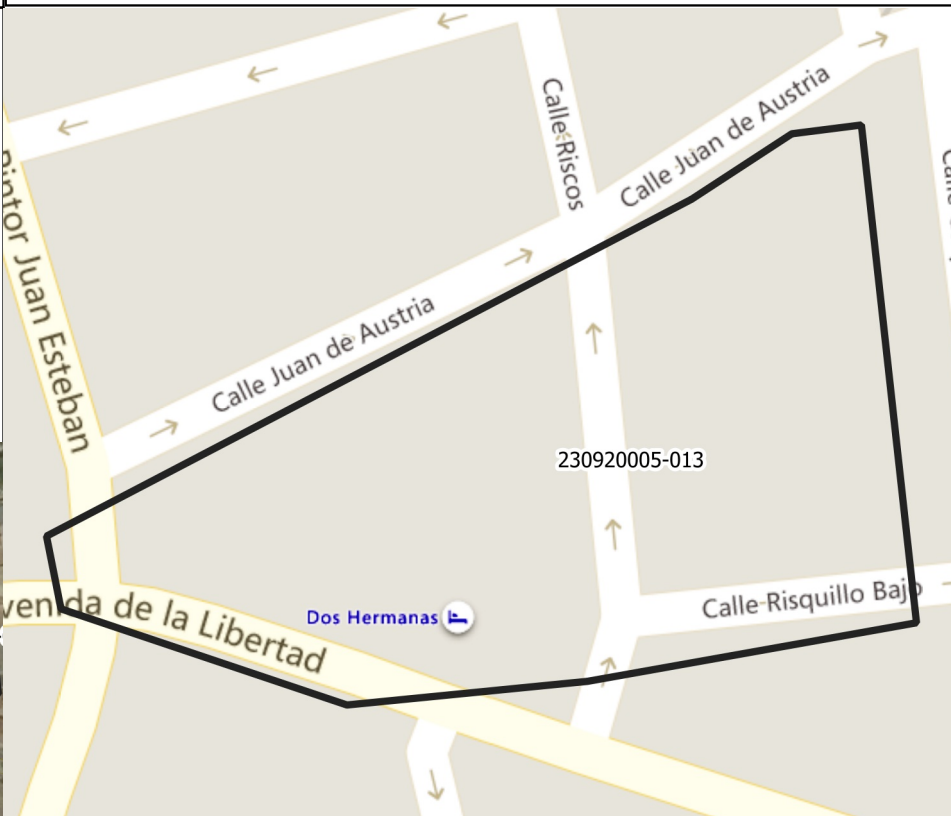 Calle Riscos
Calle Juan de Austria
Pintor Juan Esteban
Calle Juan de Austria
230920005-013
Calle Risquillo Bajo
venida de la Libertad
Dos Hermanas